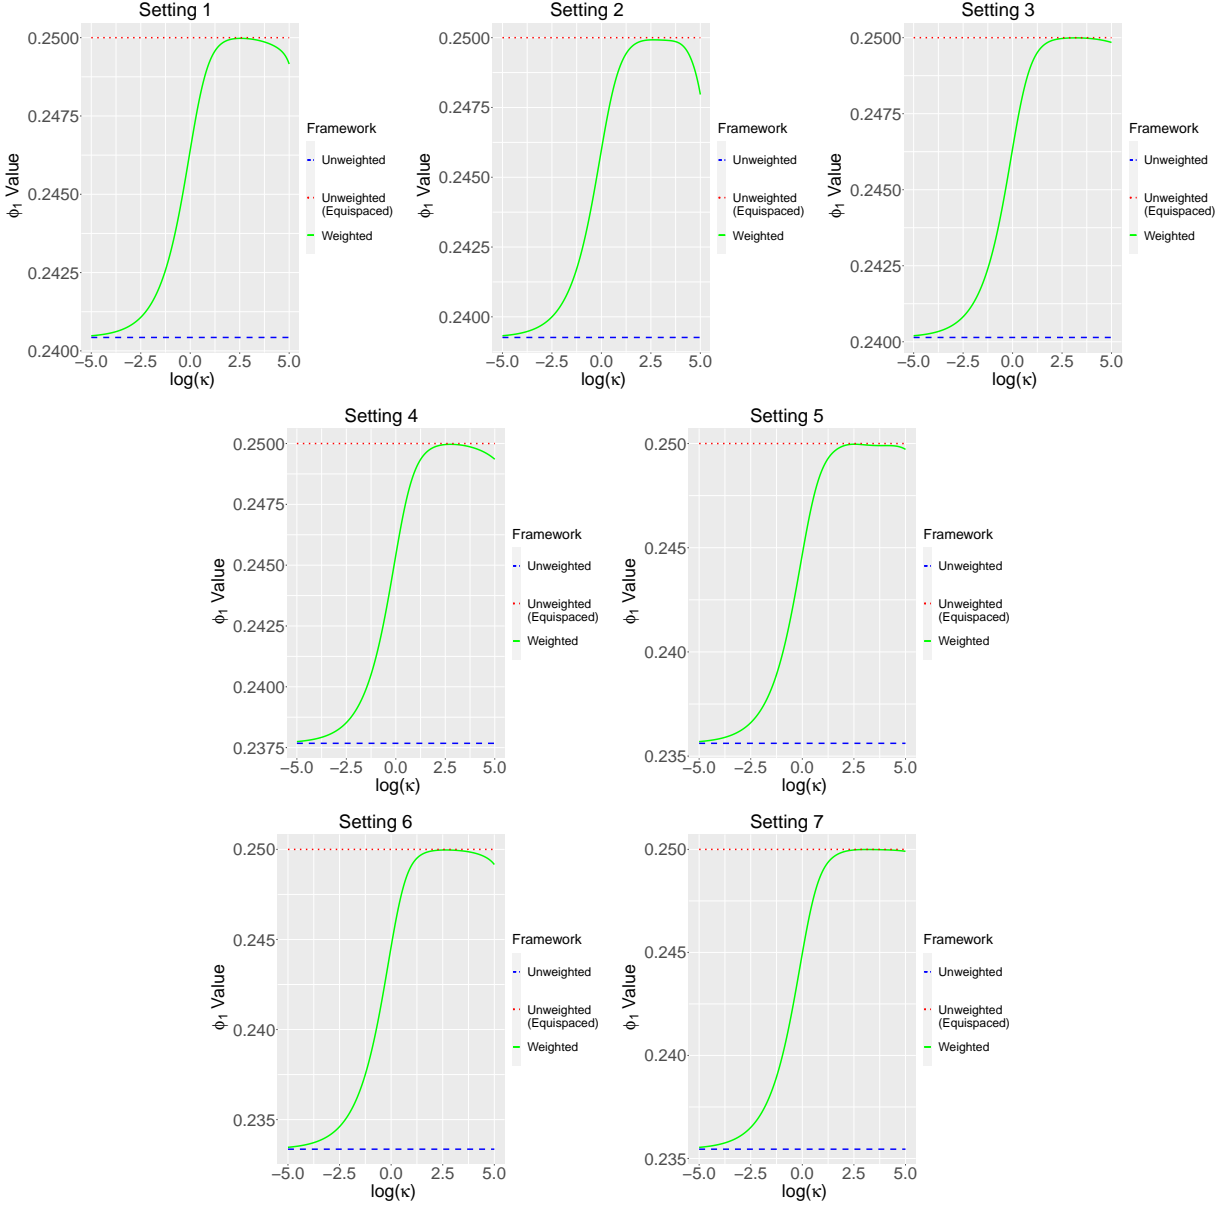 Setting 1
0.2500
0.2475
0.2450
0.2425
0.2400
ϕ1 Value
−5.0 −2.5 0.0 2.5 5.0
log(κ)
Framework
Unweighted
Unweighted
(Equispaced)
Weighted
Setting 2
0.2500
0.2475
0.2450
0.2425
0.2400
ϕ1 Value
−5.0 −2.5 0.0 2.5 5.0
log(κ)
Framework
Unweighted
Unweighted
(Equispaced)
Weighted
Setting 3
0.2500
0.2475
0.2450
0.2425
0.2400
ϕ1 Value
−5.0 −2.5 0.0 2.5 5.0
log(κ)
Framework
Unweighted
Unweighted
(Equispaced)
Weighted
Setting 4
0.2500
0.2475
0.2450
0.2425
0.2400
0.2375
ϕ1 Value
−5.0 −2.5 0.0 2.5 5.0
log(κ)
Framework
Unweighted
Unweighted
(Equispaced)
Weighted
Setting 5
0.250
0.245
0.240
0.235
ϕ1 Value
−5.0 −2.5 0.0 2.5 5.0
log(κ)
Framework
Unweighted
Unweighted
(Equispaced)
Weighted
Setting 6
0.250
0.245
0.240
0.235
ϕ1 Value
−5.0 −2.5 0.0 2.5 5.0
log(κ)
Framework
Unweighted
Unweighted
(Equispaced)
Weighted
Setting 7
0.250
0.245
0.240
0.235
ϕ1 Value
−5.0 −2.5 0.0 2.5 5.0
log(κ)
Framework
Unweighted
Unweighted
(Equispaced)
Weighted